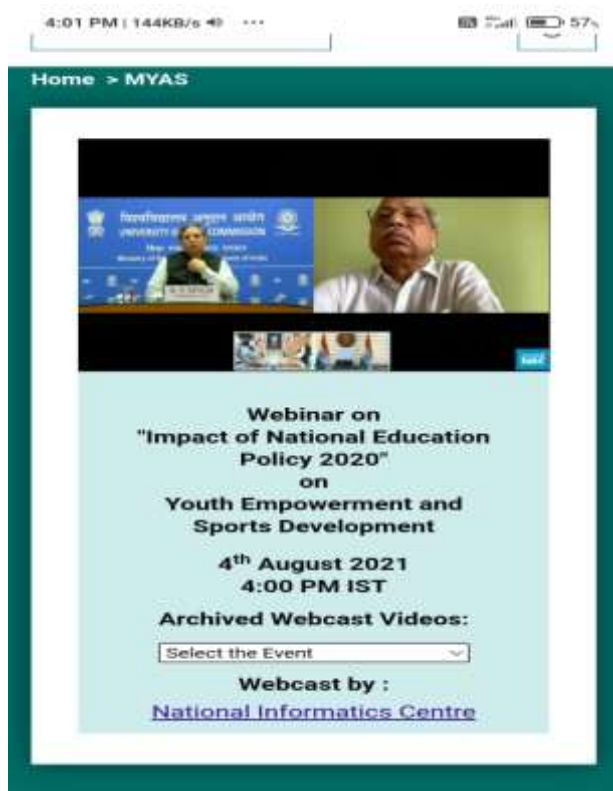 4:01 PM | 144KB/s
57%
Home > MYAS
विश्वविद्यालय अनुदान आयोग
UNIVERSITY COMMISSION
Webinar on
"Impact of National Education
Policy 2020"
on
Youth Empowerment and
Sports Development
4th August 2021
4:00 PM IST
Archived Webcast Videos:
Select the Event
Webcast by :
National Informatics Centre